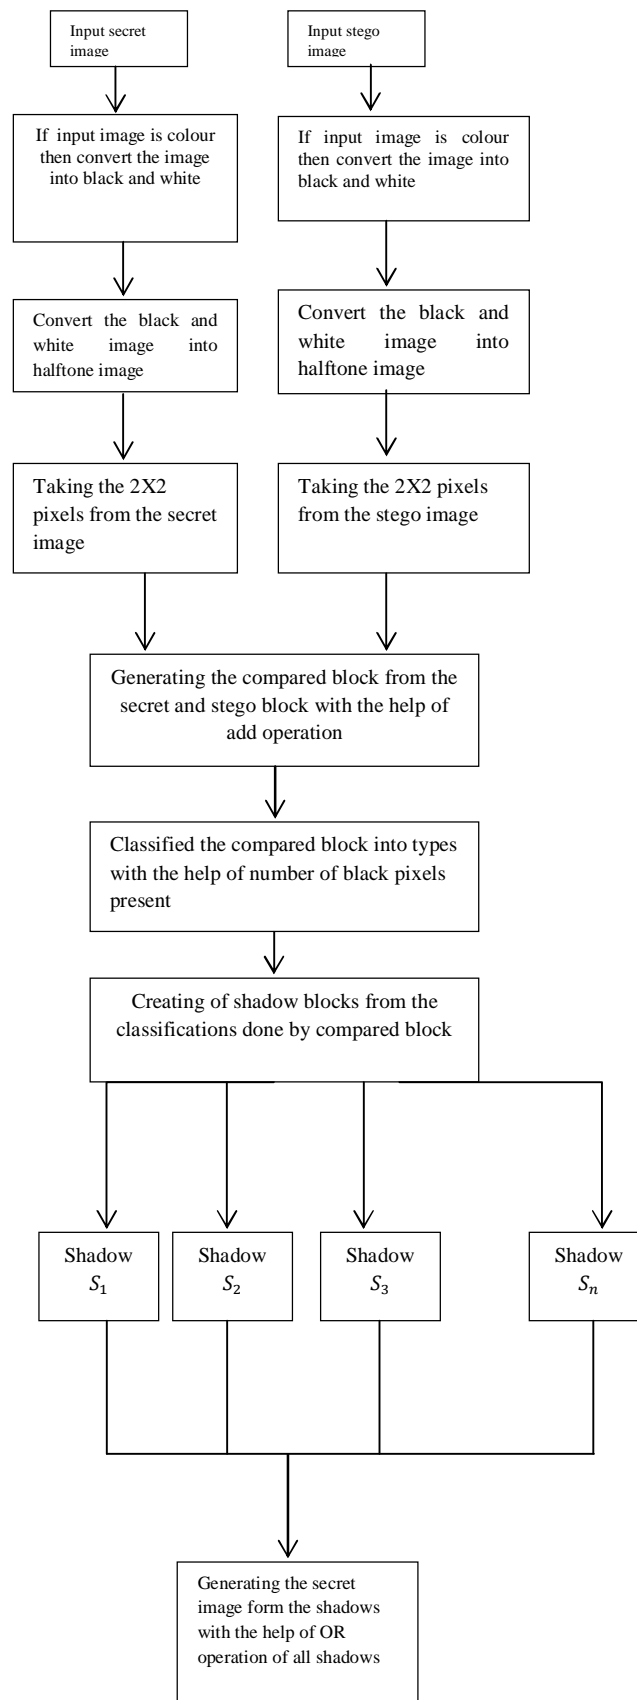 Input secret
image
Input stego
image
If input image is colour
then convert the image
into black and white
If input image is colour
then convert the image into
black and white
Convert the black and
white image into
halftone image
Convert the black and
white image into
halftone image
Taking the 2X2
pixels from the secret
image
Taking the 2X2 pixels
from the stego image
Generating the compared block from the
secret and stego block with the help of
add operation
Classified the compared block into types
with the help of number of black pixels
present
Creating of shadow blocks from the
classifications done by compared block
Shadow
S₁
Shadow
S₂
Shadow
S₃
Shadow
Sₙ
Generating the secret
image form the shadows
with the help of OR
operation of all shadows